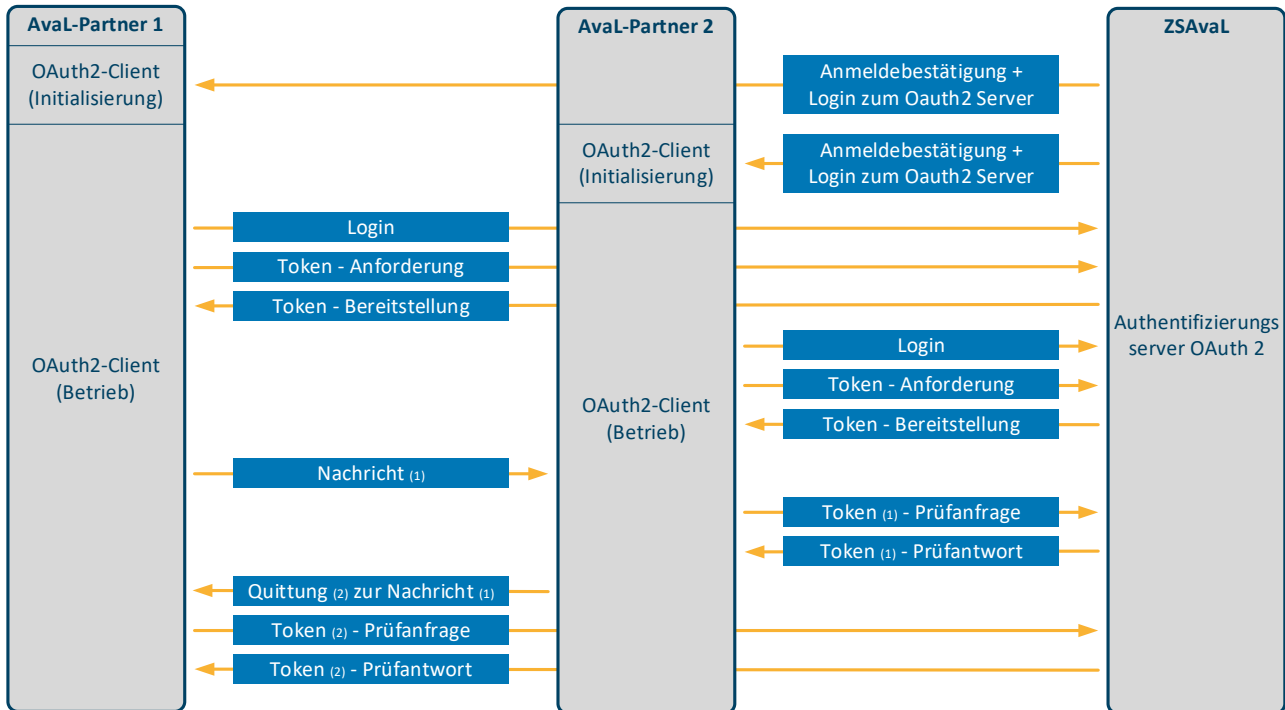 AvaL-Partner 1
AvaL-Partner 2
ZSAvaL
OAuth2-Client
(Initialisierung)
Anmeldebestätigung +
Login zum Oauth2 Server
OAuth2-Client
(Initialisierung)
Anmeldebestätigung +
Login zum Oauth2 Server
Login
Token - Anforderung
Token - Bereitstellung
Authentifizierungs
server OAuth 2
Login
OAuth2-Client
(Betrieb)
Token - Anforderung
OAuth2-Client
(Betrieb)
Token - Bereitstellung
Nachricht (1)
Token (1) - Prüfanfrage
Token (1) - Prüfantwort
Quittung (2) zur Nachricht (1)
Token (2) - Prüfanfrage
Token (2) - Prüfantwort